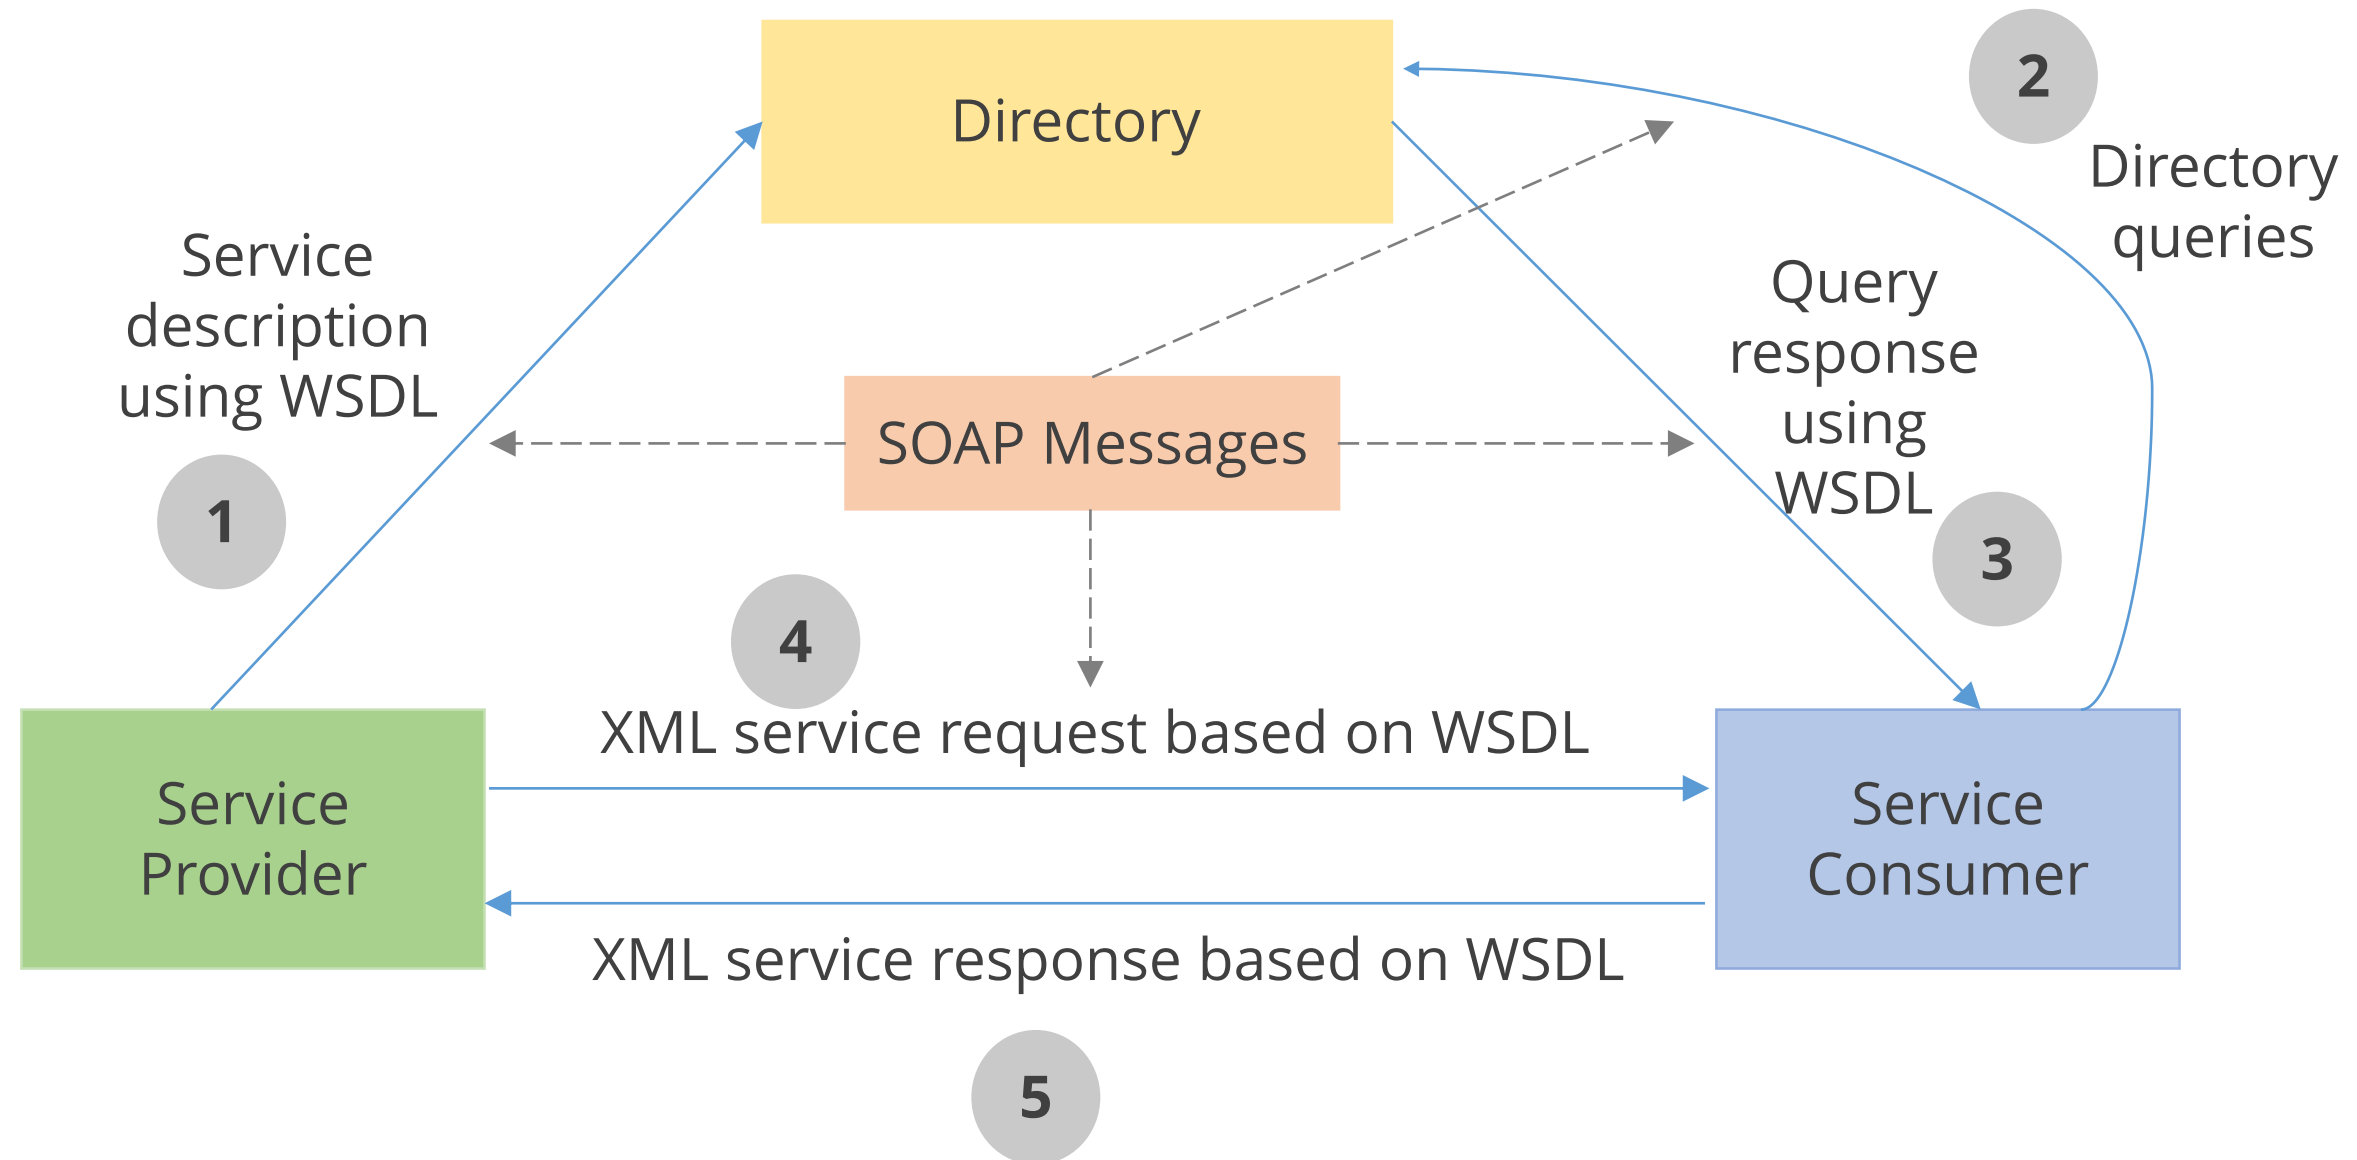 Directory
2
Directory
queries
Service
description
using WSDL
1
Query
response
using
WSDL
3
SOAP Messages
4
XML service request based on WSDL
Service
Provider
Service
Consumer
XML service response based on WSDL
5